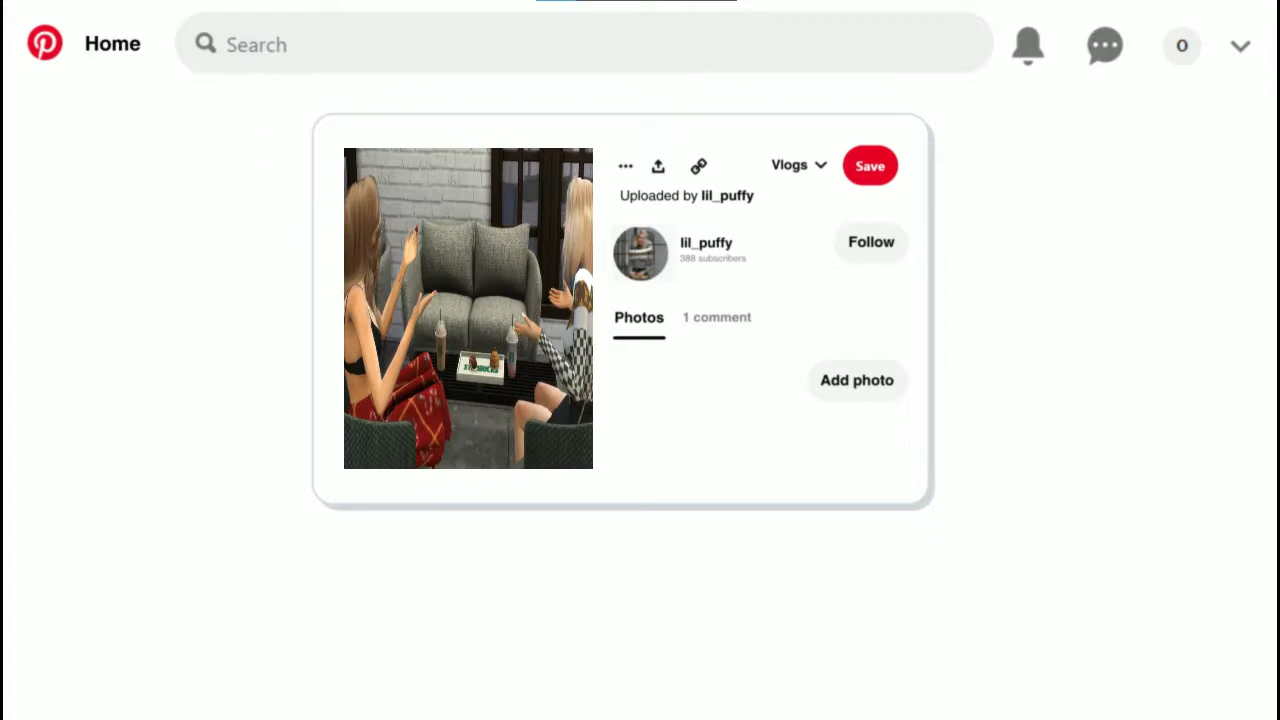 Home
Search
0
Vlogs
Save
Uploaded by lil_puffy
lil_puffy
388 subscribers
Follow
Photos
1 comment
Add photo